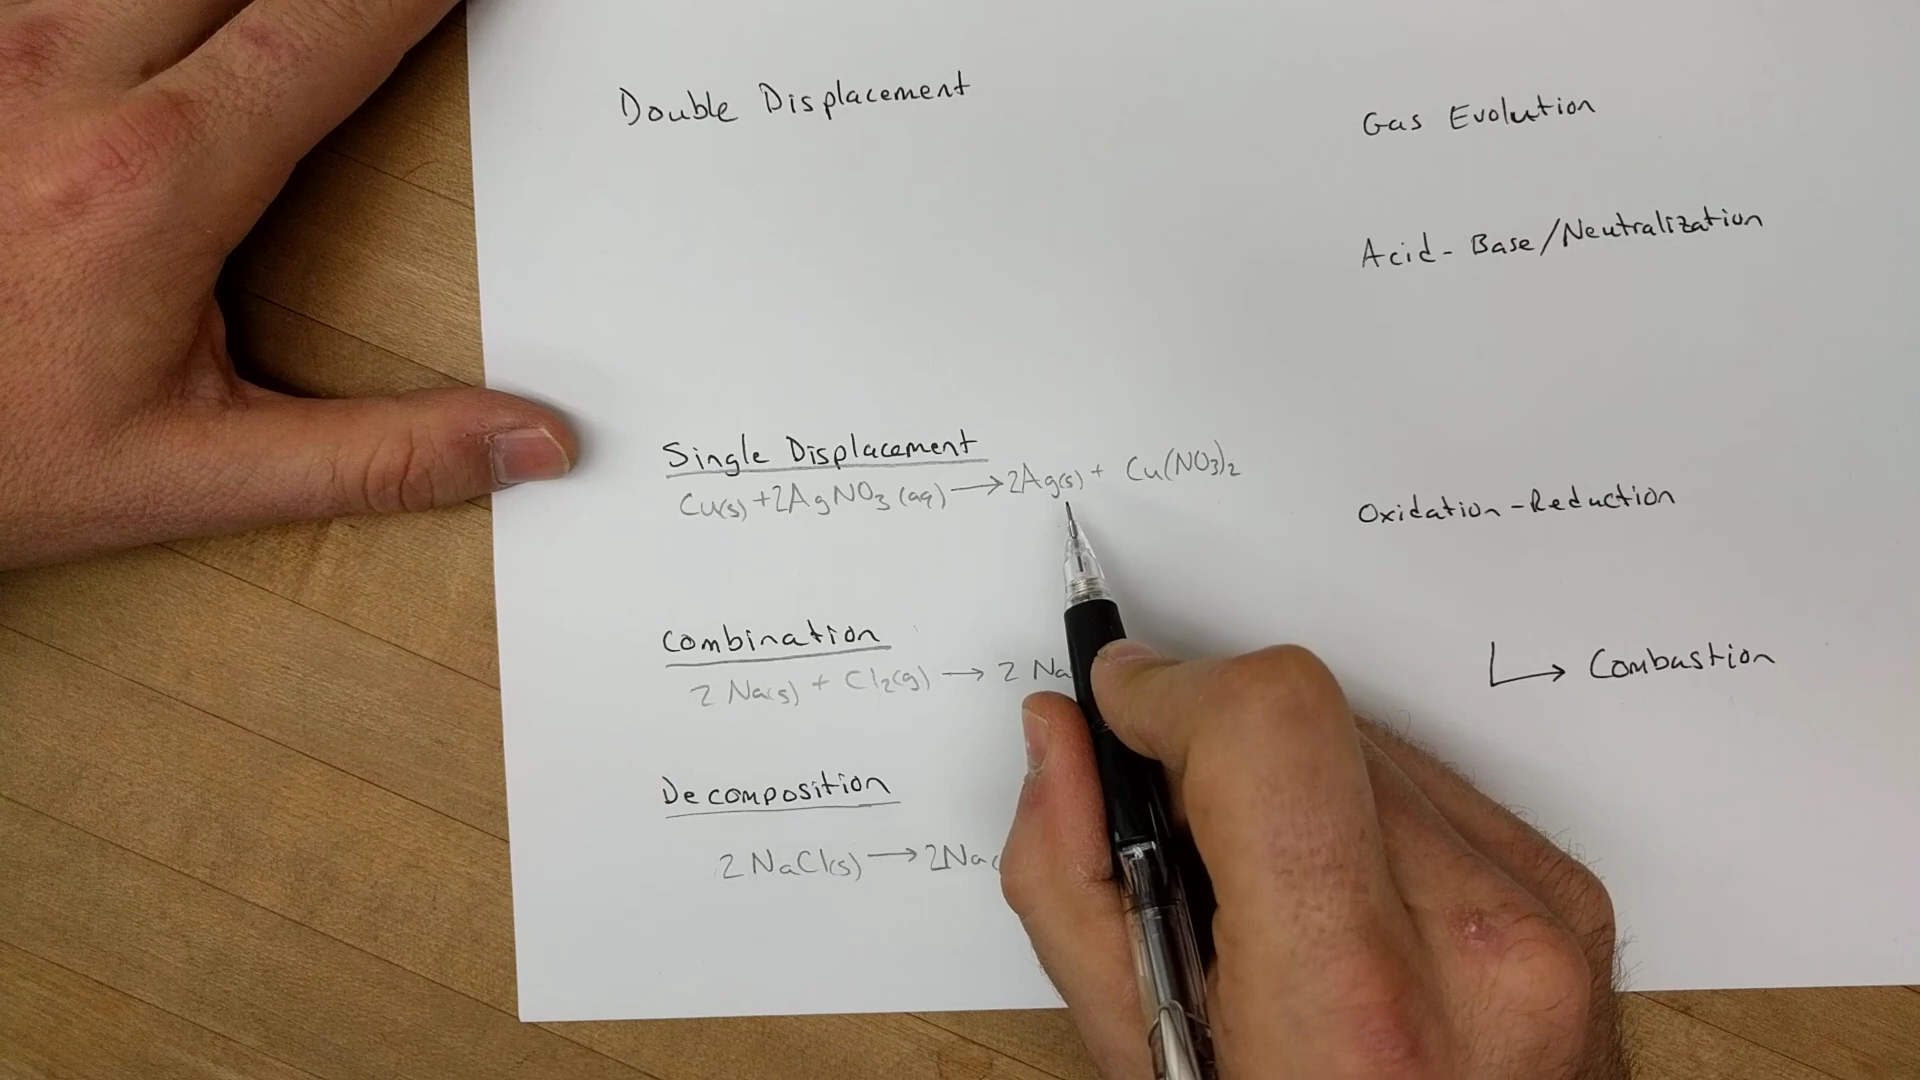 Double Displacement
Gas Evolution
Acid-Base/Neutralization
Single Displacement
Cu(s) + 2AgNO3 (aq) → 2Ag(s) + Cu(NO3)2
Oxidation-Reduction
Combination
2 Na(s) + Cl2(g) → 2 Na
↳ Combustion
Decomposition
2 NaCl(s) → 2Na(